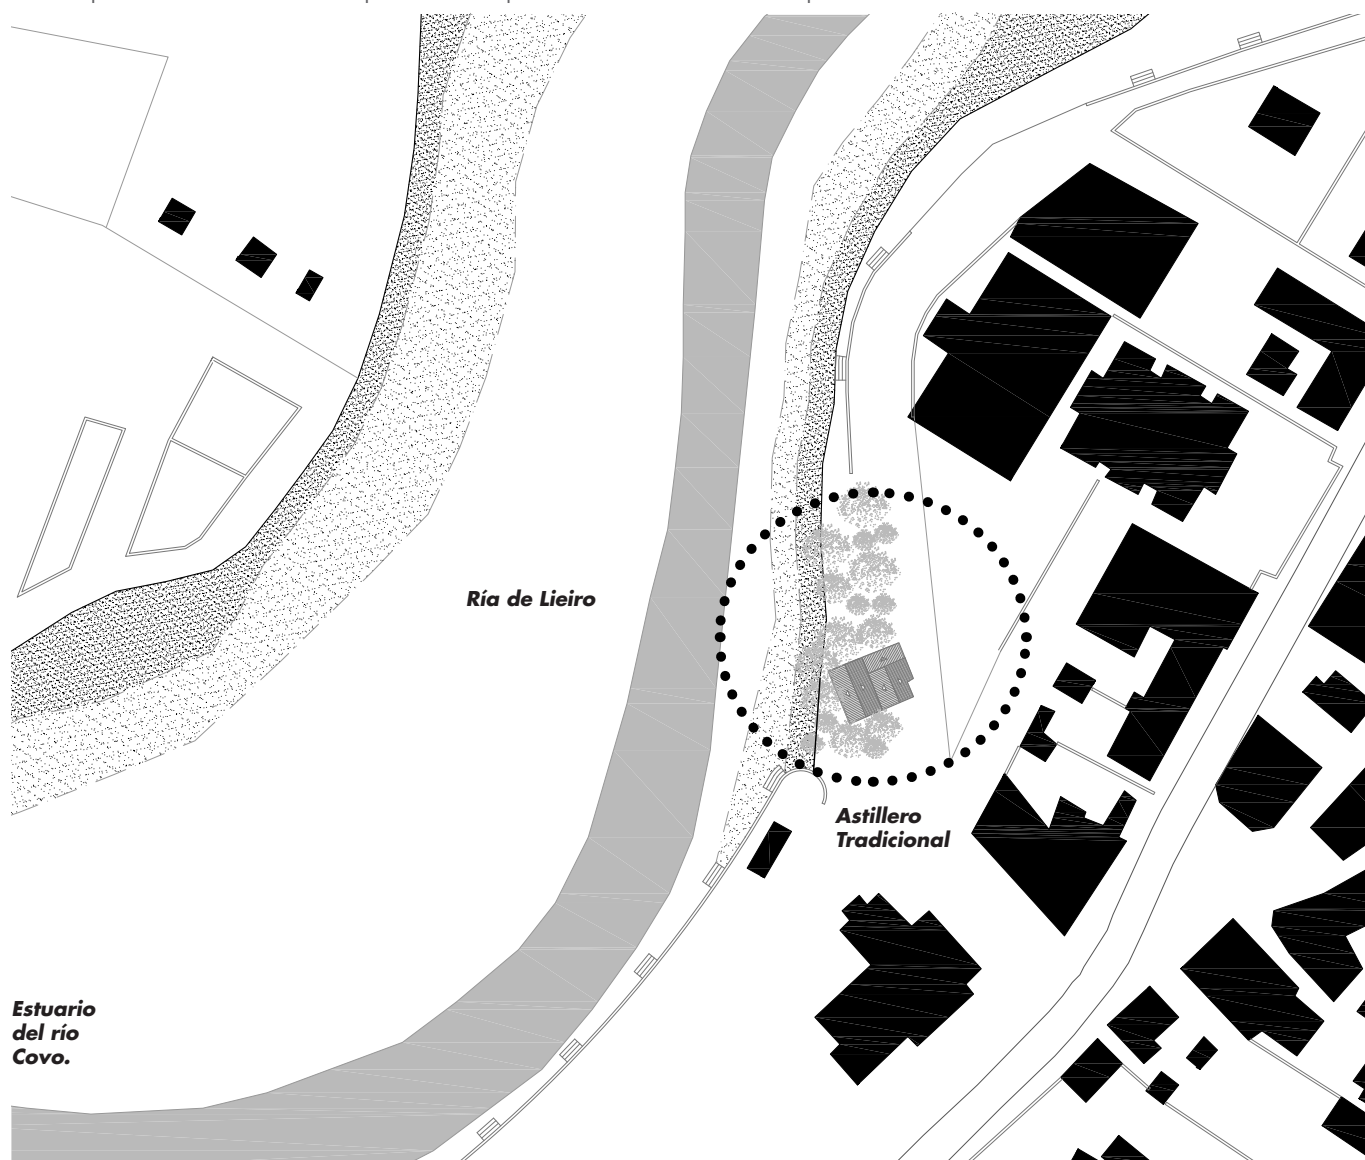 Ría de Lieiro
Astillero
Tradicional
Estuario
del río
Covo.